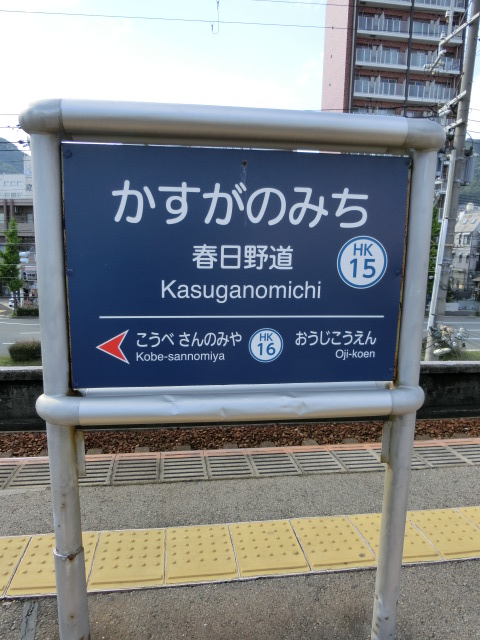 かすがのみち
春日野道
HK
15
Kasuganomichi
こうべ さんのみや
Kobe-sannomiya
HK
16
おうじこうえん
Oji-koen